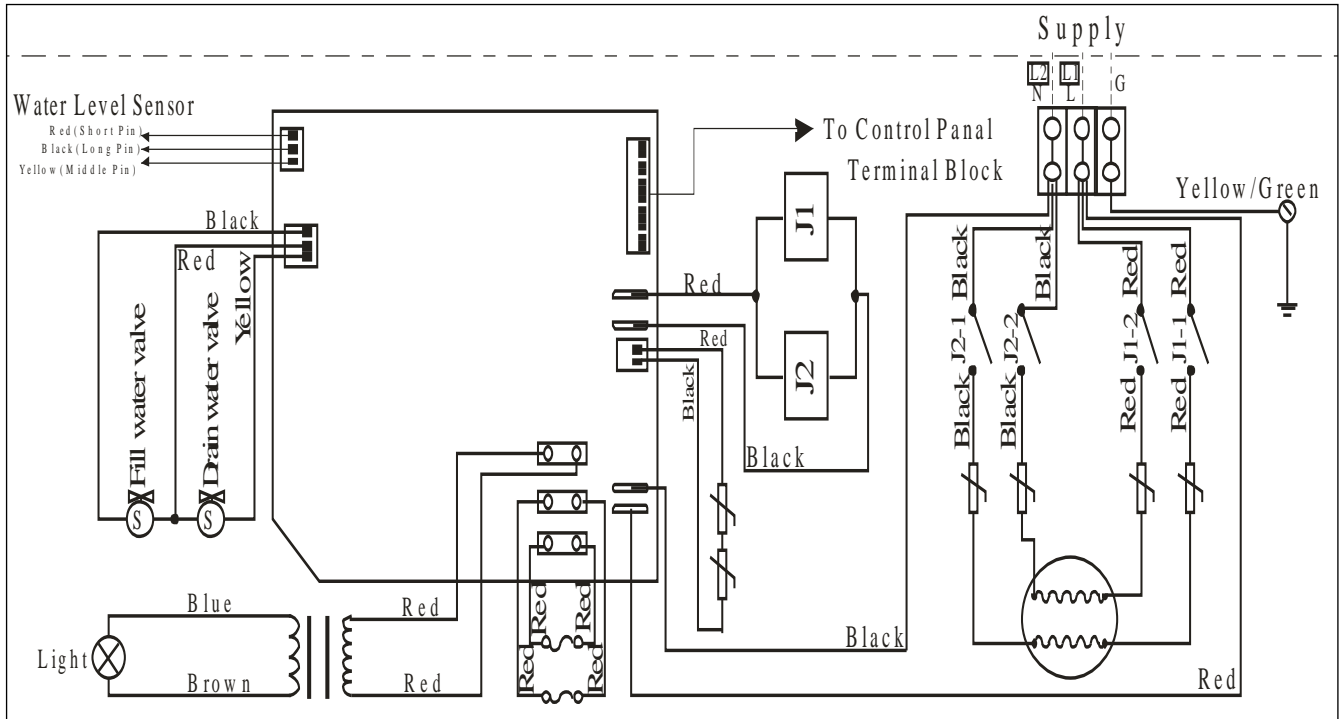 Supply
L2
L1
N
L
G
Water Level Sensor
Red(Short Pin)
Black(Long Pin)
Yellow(Middle Pin)
To Control Panal
Terminal Block
Yellow/Green
Black
Red
Yellow
Fill water valve
Drain water valve
S
S
Red
Red
Black
Black
J1
J2
Black
Black
Red
Red
J2-1
J2-2
J1-2
J1-1
Black
Black
Red
Red
Light
Blue
Brown
Red
Red
Red
Red
Red
Red
Black
Red